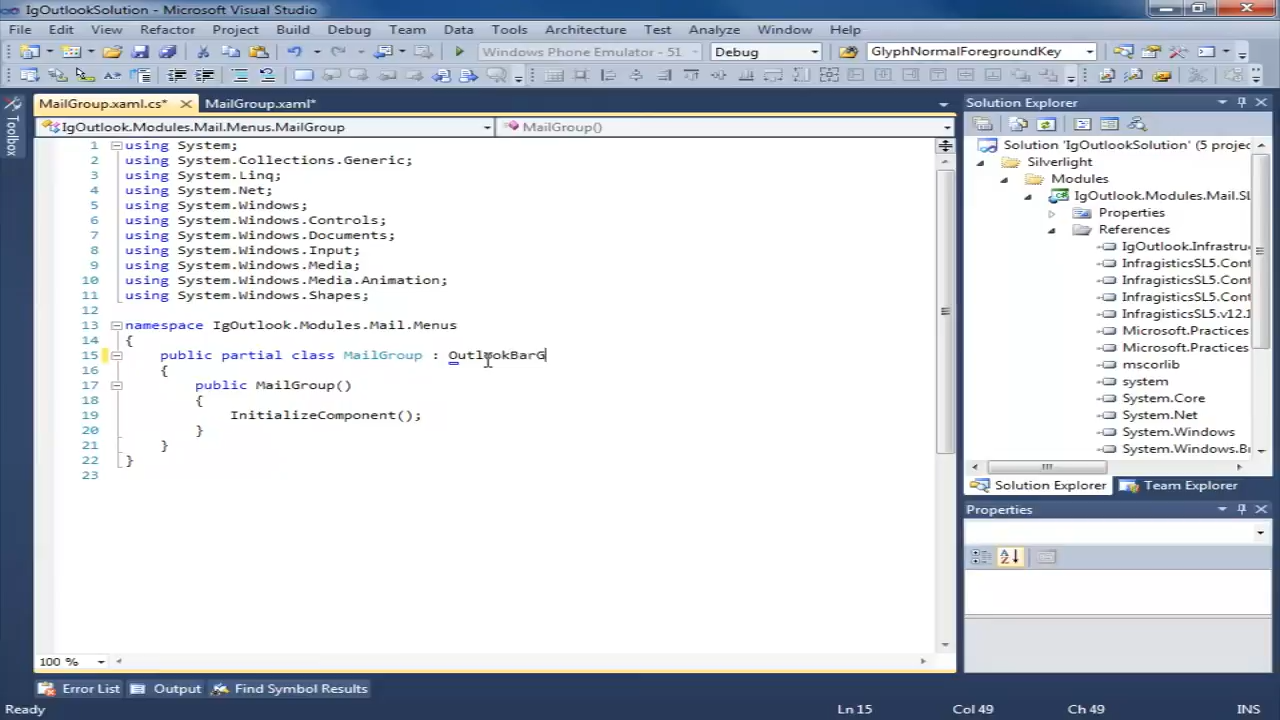 IgOutlookSolution - Microsoft Visual Studio
File Edit View Refactor Project Build Debug Team Data Tools Architecture Test Analyze Window Help
Windows Phone Emulator - 51 Debug GlyphNormalForegroundKey
MailGroup.xaml.cs* MailGroup.xaml*
IgOutlook.Modules.Mail.Menus.MailGroup MailGroup()
Toolbox
1 using System;
2 using System.Collections.Generic;
3 using System.Linq;
4 using System.Net;
5 using System.Windows;
6 using System.Windows.Controls;
7 using System.Windows.Documents;
8 using System.Windows.Input;
9 using System.Windows.Media;
10 using System.Windows.Media.Animation;
11 using System.Windows.Shapes;
12
13 namespace IgOutlook.Modules.Mail.Menus
14 {
15 public partial class MailGroup : OutlookBarG
16 {
17 public MailGroup()
18 {
19 InitializeComponent();
20 }
21 }
22 }
23
100 %
Solution Explorer
Solution 'IgOutlookSolution' (5 projec
Silverlight
Modules
IgOutlook.Modules.Mail.SL
Properties
References
IgOutlook.Infrastru
InfragisticsSL5.Con
InfragisticsSL5.Con
InfragisticsSL5.Con
InfragisticsSL5.v12
Microsoft.Practices
Microsoft.Practices
mscorlib
system
System.Core
System.Net
System.Windows
System.Windows.B
Solution Explorer Team Explorer
Properties
Error List Output Find Symbol Results
Ready Ln 15 Col 49 Ch 49 INS